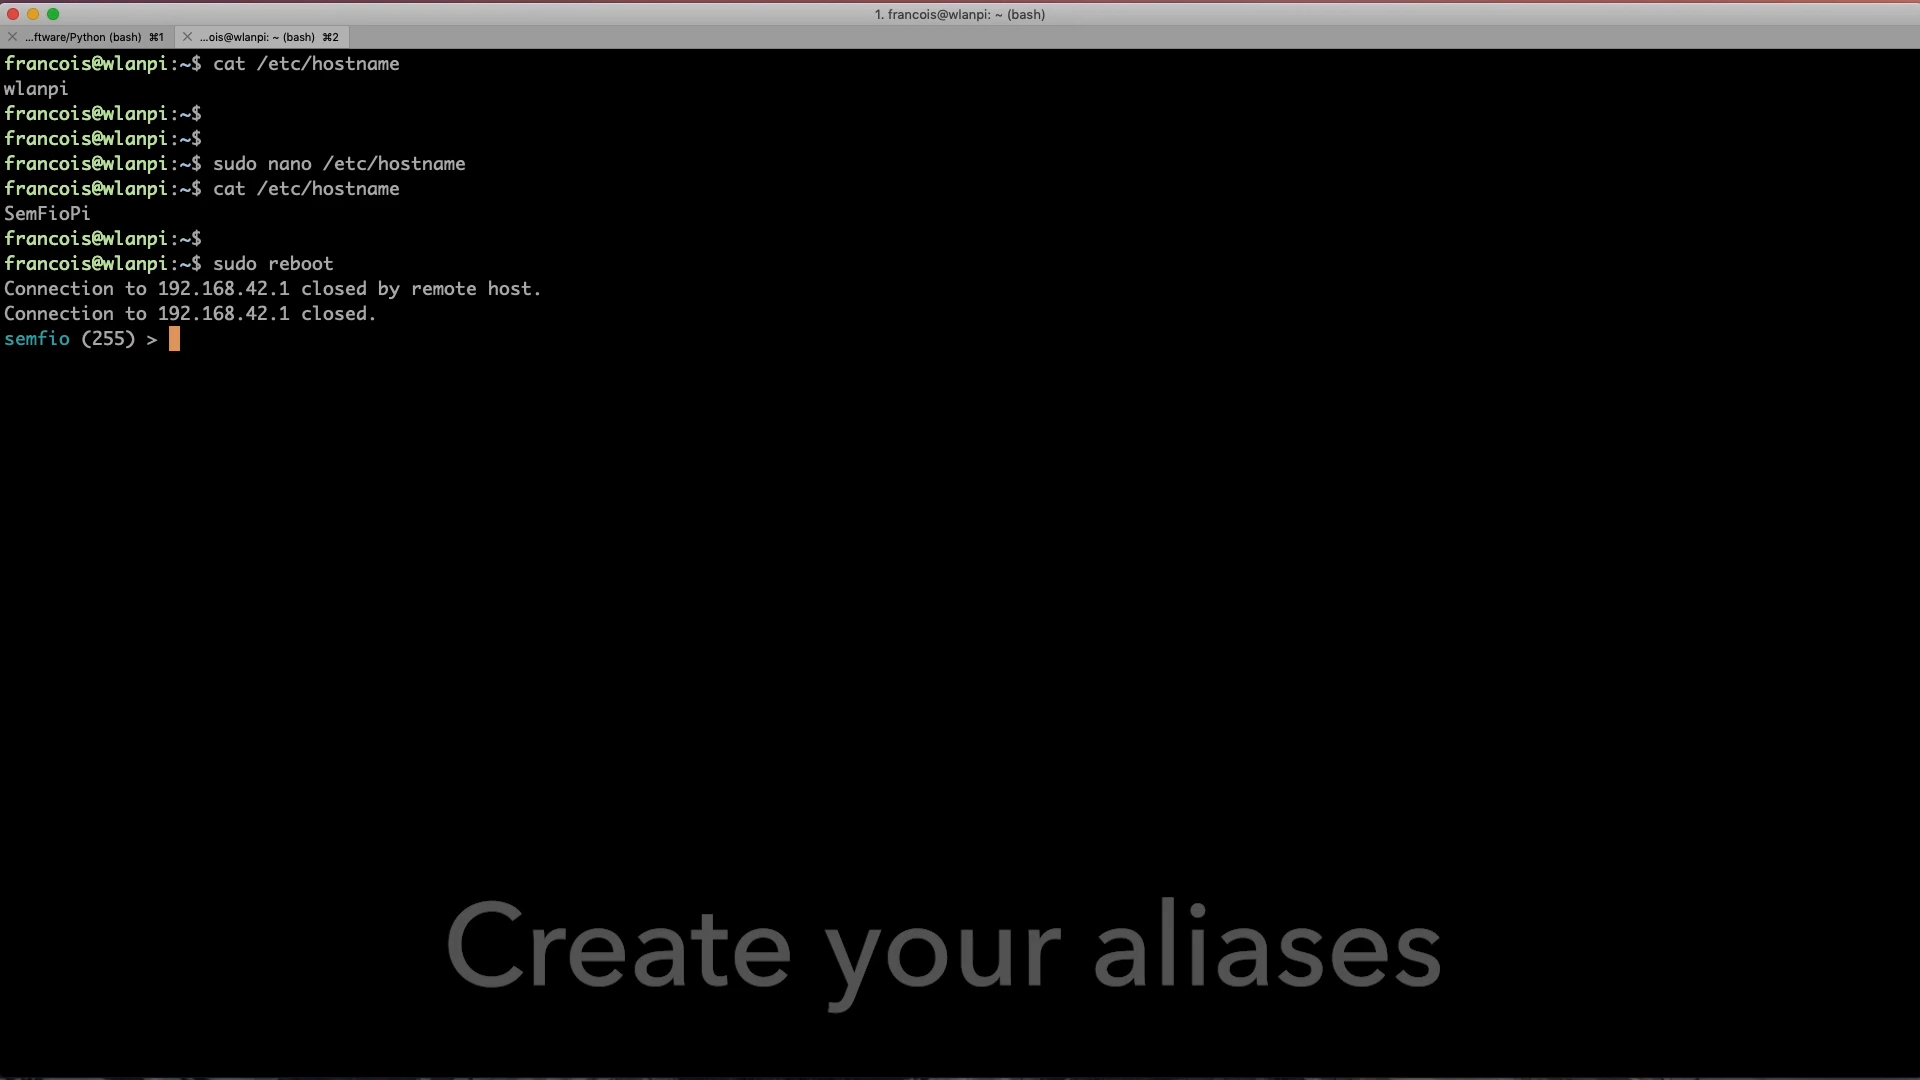 1. francois@wlanpi: ~ (bash)
...ftware/Python (bash) ⌘1
...ois@wlanpi: ~ (bash) ⌘2
francois@wlanpi:~$ cat /etc/hostname
wlanpi
francois@wlanpi:~$
francois@wlanpi:~$
francois@wlanpi:~$ sudo nano /etc/hostname
francois@wlanpi:~$ cat /etc/hostname
SemFioPi
francois@wlanpi:~$
francois@wlanpi:~$ sudo reboot
Connection to 192.168.42.1 closed by remote host.
Connection to 192.168.42.1 closed.
semfio (255) >
Create your aliases